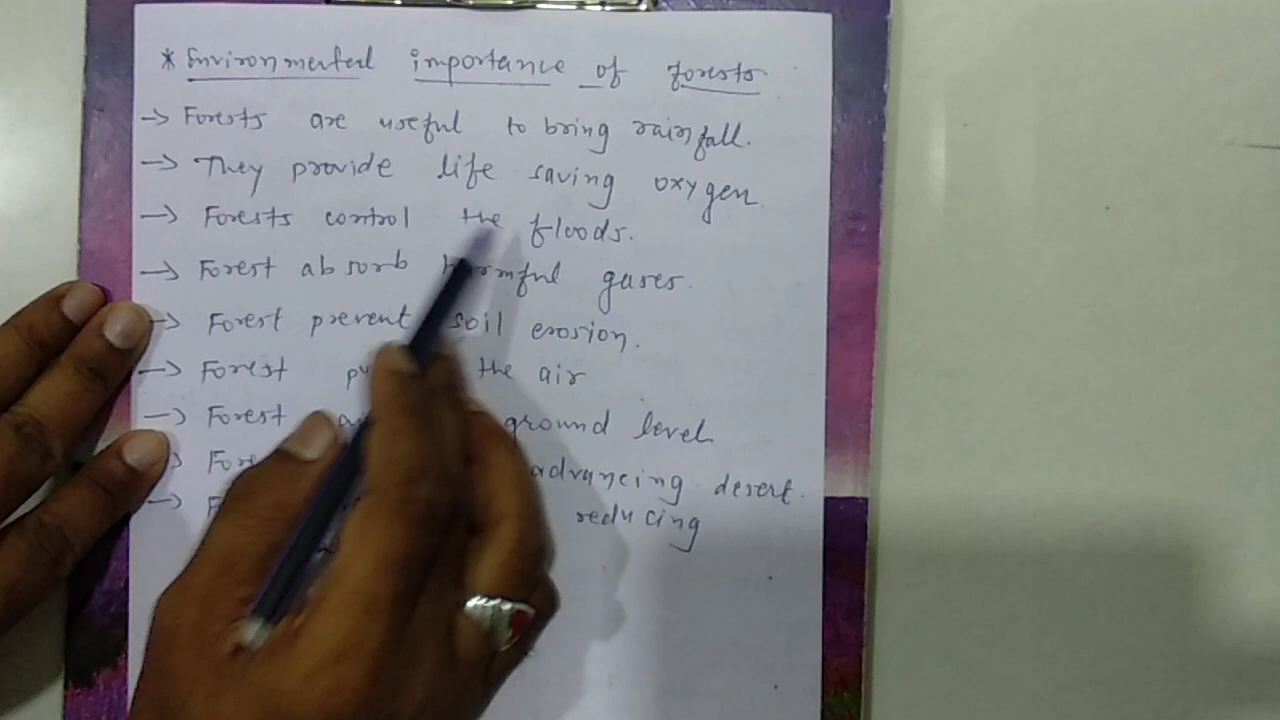 * Environmental importance of forests
→ Forests are useful to bring rainfall.
→ They provide life saving oxygen.
→ Forests control the floods.
→ Forest absorb harmful gases.
→ Forest prevent soil erosion.
→ Forest the air
→ Forest ground level
advancing desert.
→ reducing